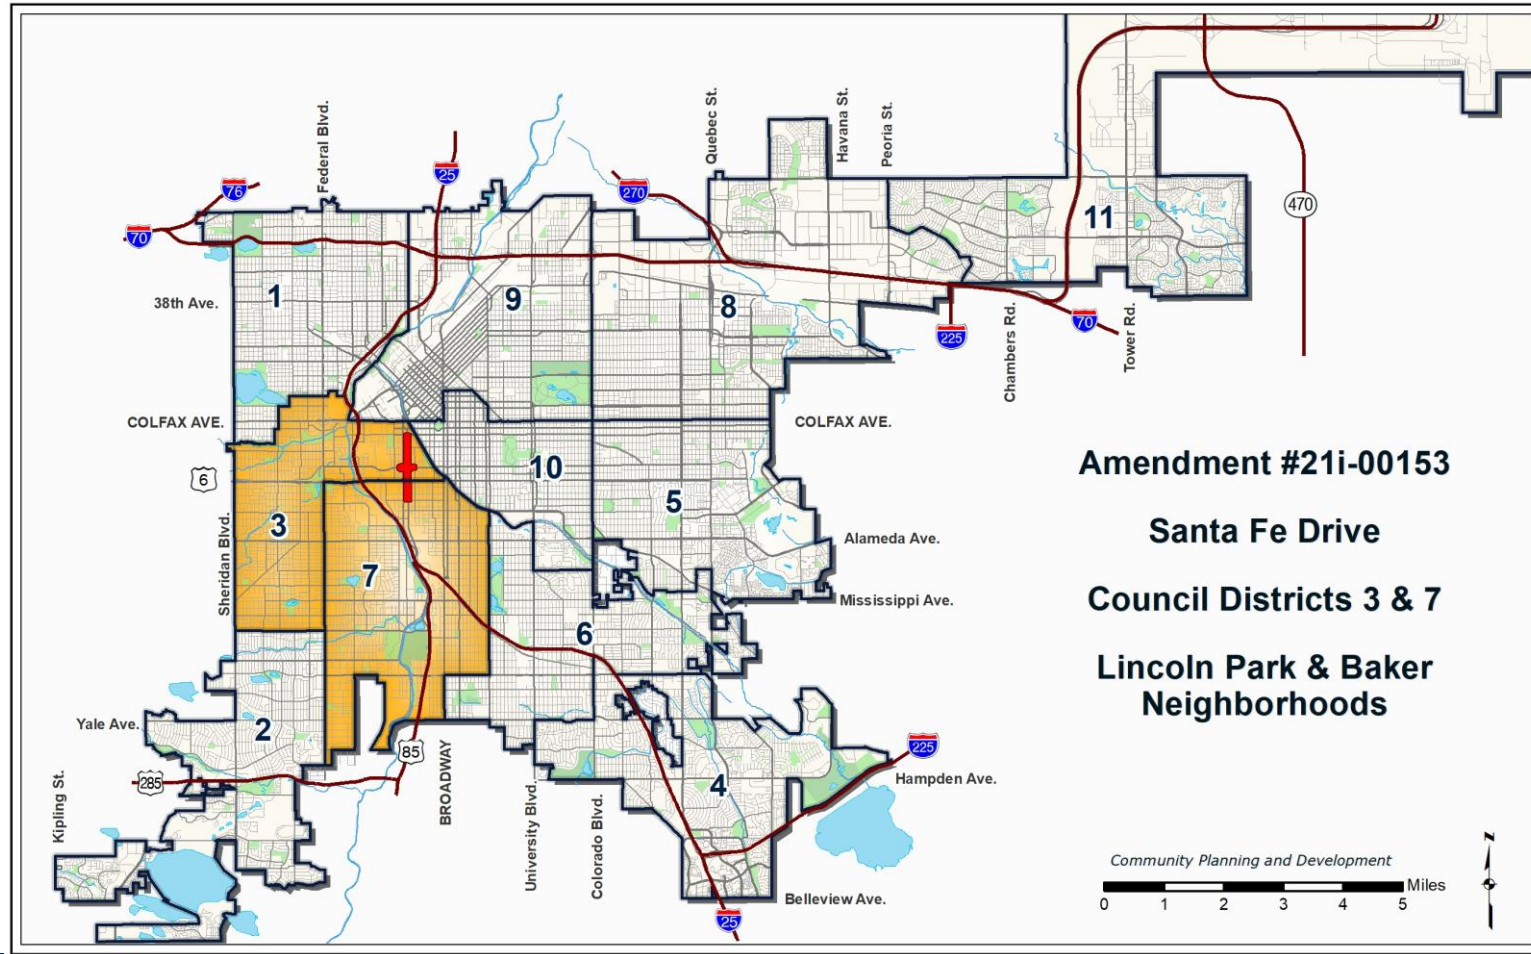 Federal Blvd.
Quebec St.
Havana St.
Peoria St.
76
25
270
70
470
11
1
9
8
38th Ave.
225
70
Chambers Rd.
Tower Rd.
COLFAX AVE.
COLFAX AVE.
6
10
3
5
7
Sheridan Blvd.
Alameda Ave.
Mississippi Ave.
6
2
Yale Ave.
85
285
BROADWAY
Kipling St.
University Blvd.
Colorado Blvd.
4
225
Hampden Ave.
Belleview Ave.
25
Amendment #21i-00153
Santa Fe Drive
Council Districts 3 & 7
Lincoln Park & Baker
Neighborhoods
Community Planning and Development
Miles
0 1 2 3 4 5
N